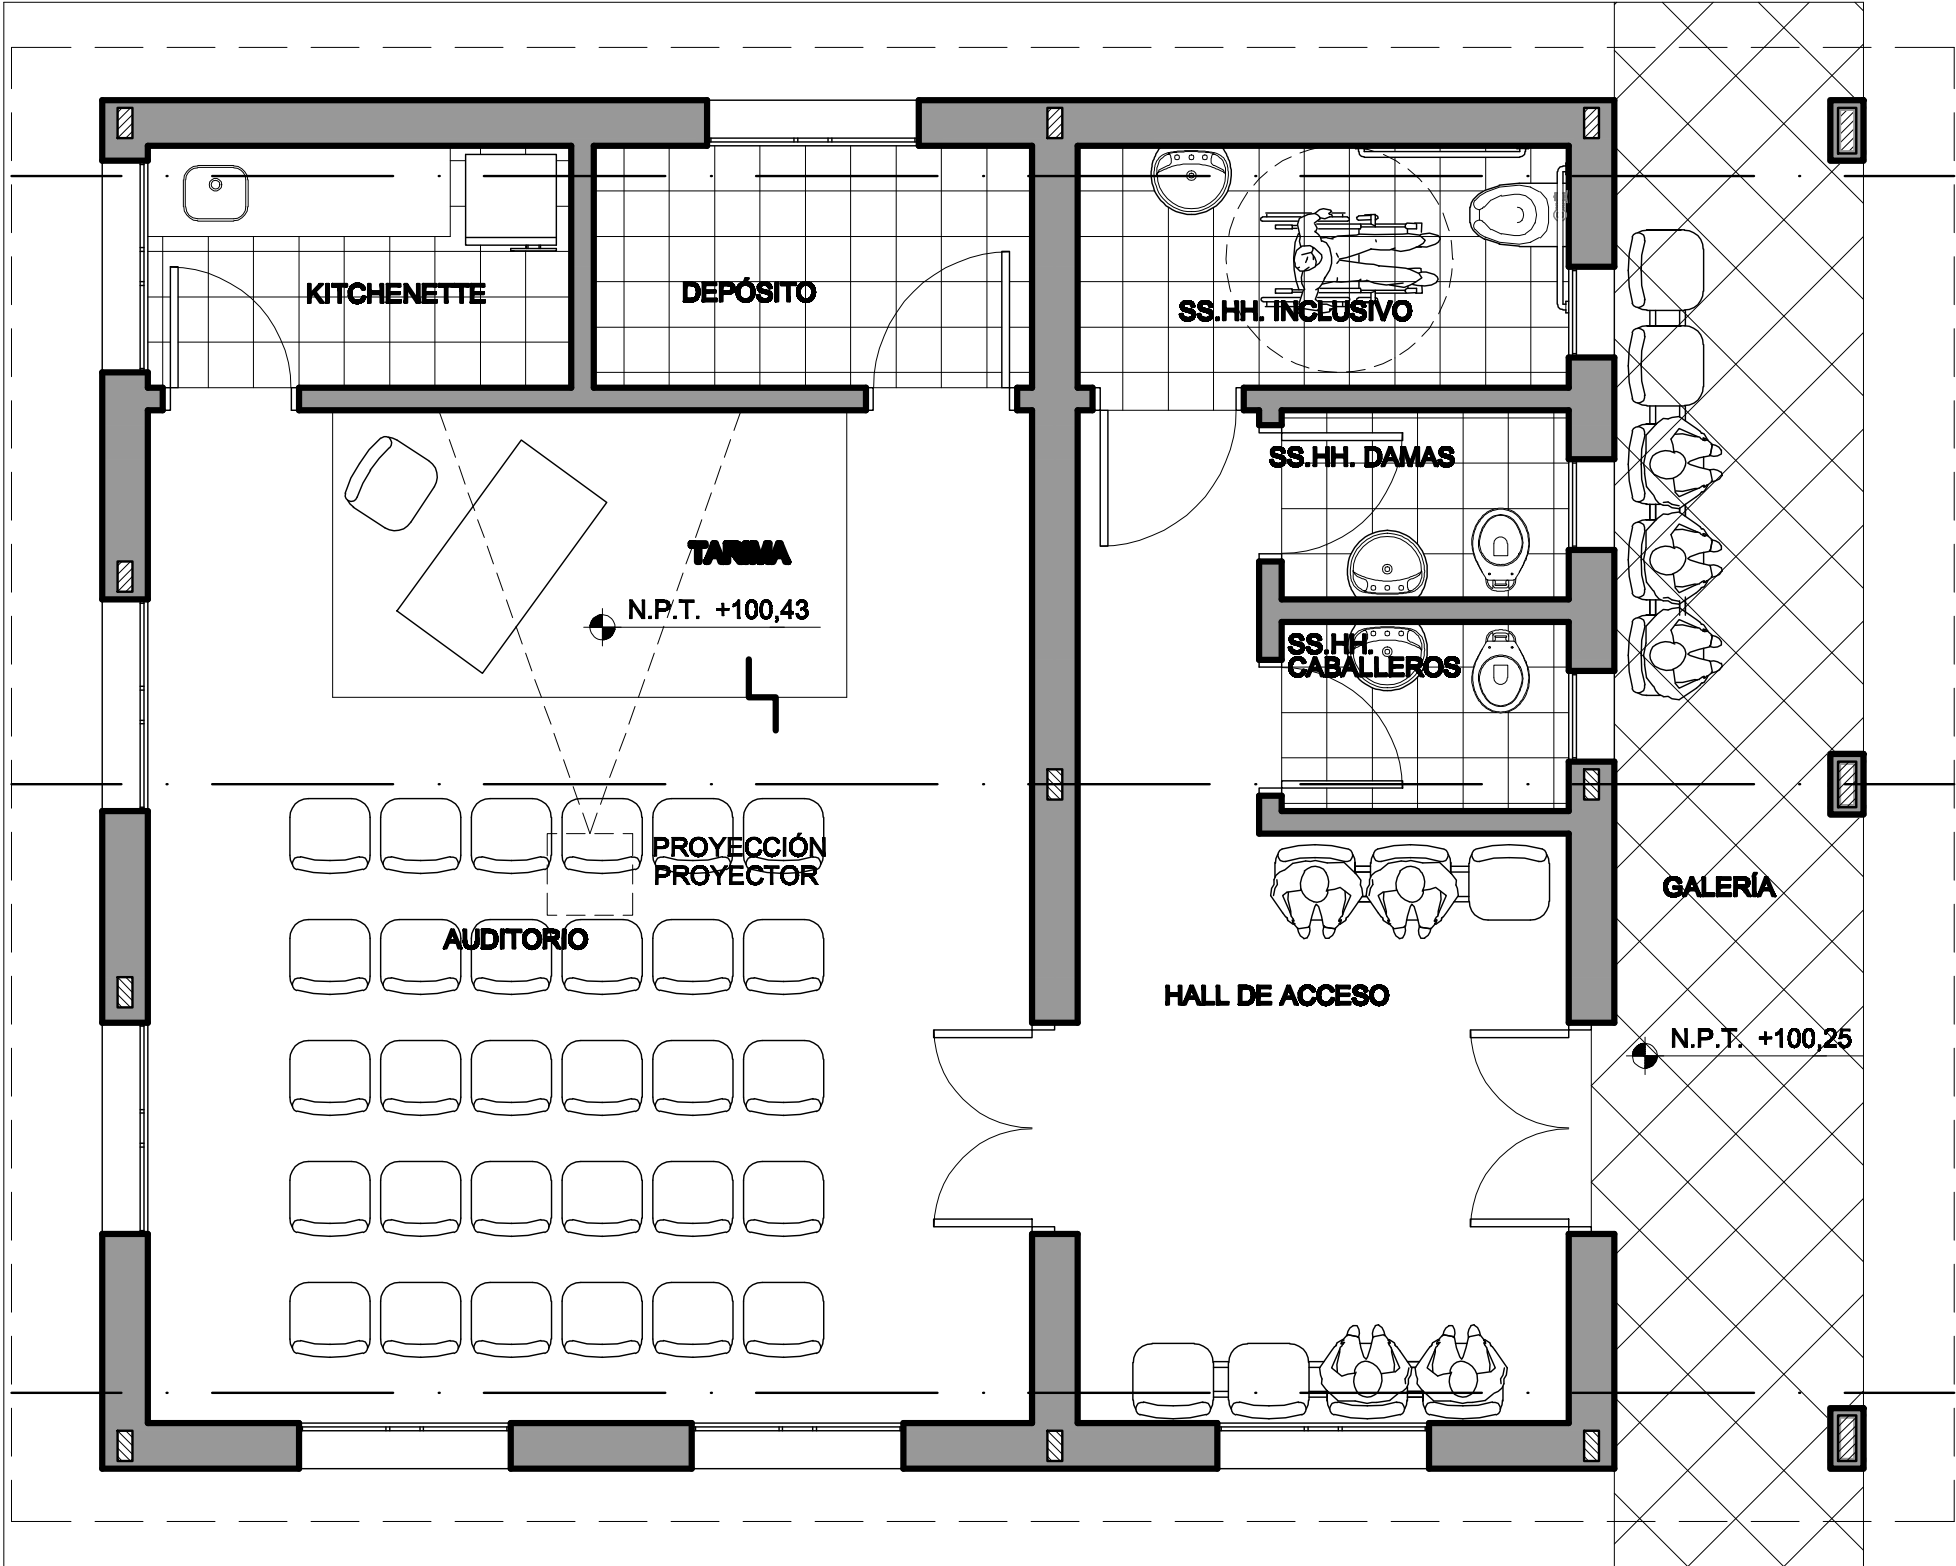 KITCHENETTE
DEPÓSITO
SS.HH. INCLUSIVO
SS.HH. DAMAS
TARIMA
N.P.T. +100,43
SS.HH.
CABALLEROS
PROYECCIÓN
PROYECTOR
AUDITORIO
GALERÍA
HALL DE ACCESO
N.P.T. +100,25